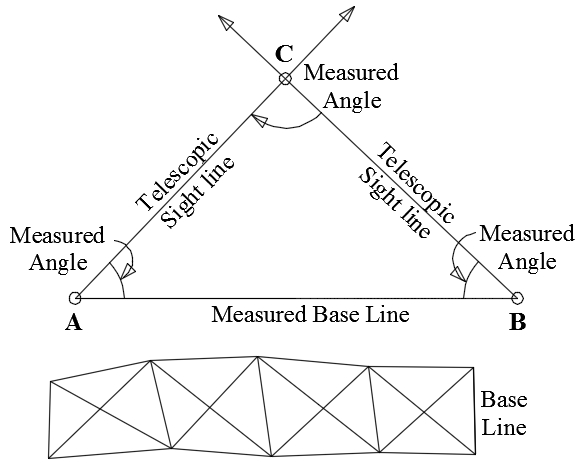 C
Measured
Angle
Telescopic
Sight line
Telescopic
Sight line
Measured
Angle
Measured
Angle
A
Measured Base Line
B
Base
Line